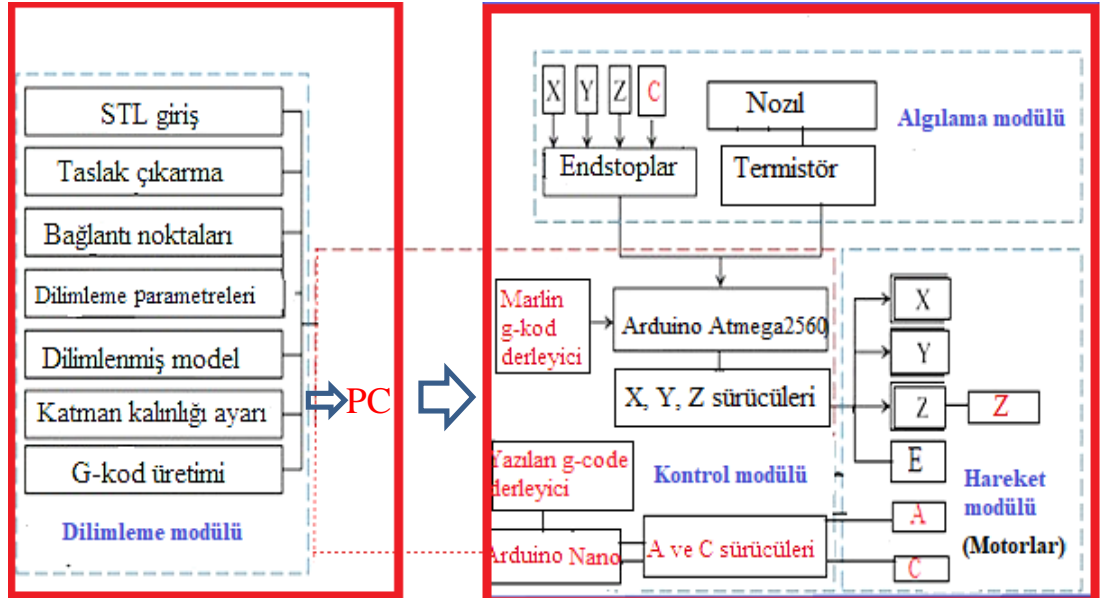 STL giriş
Taslak çıkarma
Bağlantı noktaları
Dilimleme parametreleri
Dilimlenmiş model
Katman kalınlığı ayarı
G-kod üretimi
Dilimleme modülü
PC
X Y Z C
Endstoplar
Nozıl
Termistör
Algılama modülü
Marlin
g-kod
derleyici
Arduino Atmega2560
X, Y, Z sürücüleri
Yazılan g-code
derleyici
Kontrol modülü
Arduino Nano
A ve C sürücüleri
X
Y
Z
Z
E
A
C
Hareket
modülü
(Motorlar)